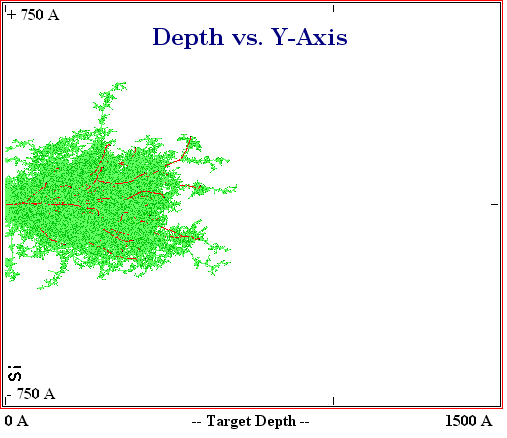 + 750 A
Depth vs. Y-Axis
Si
- 750 A
0 A -- Target Depth -- 1500 A